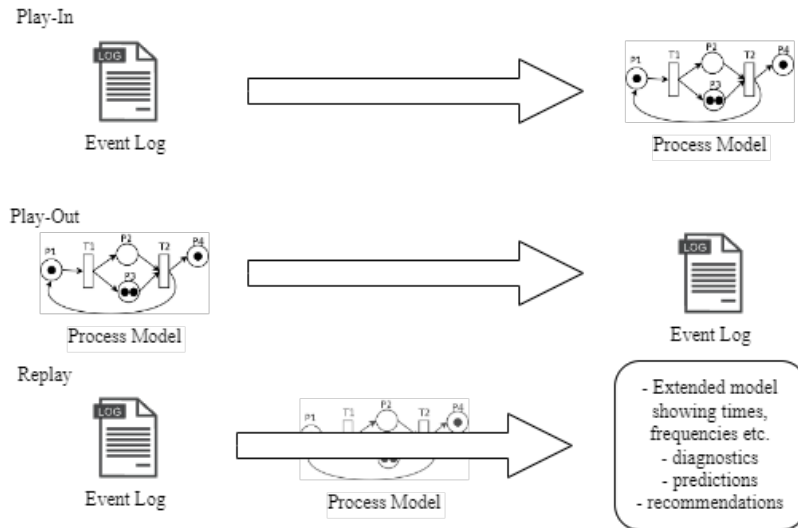 Play-In
LOG
Event Log
P1
T1
P2
P3
T2
P4
Process Model
Play-Out
P1
T1
P2
P3
T2
P4
Process Model
LOG
Event Log
Replay
LOG
Event Log
P1
T1
P2
T2
P4
Process Model
- Extended model
showing times,
frequencies etc.
- diagnostics
- predictions
- recommendations